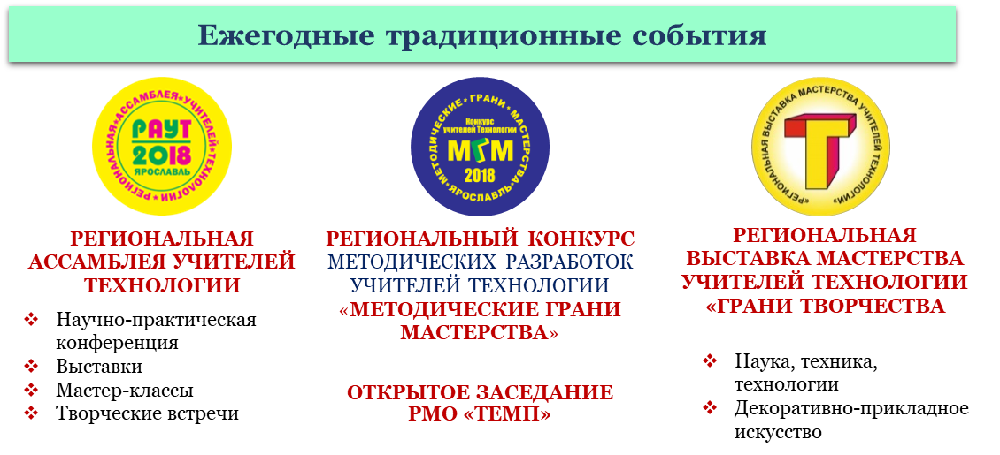 Ежегодные традиционные события
РЕГИОНАЛЬНАЯ★АССАМБЛЕЯ★УЧИТЕЛЕЙ★ТЕХНОЛОГИИ★
РАУТ
2018
ЯРОСЛАВЛЬ
РЕГИОНАЛЬНАЯ
АССАМБЛЕЯ УЧИТЕЛЕЙ
ТЕХНОЛОГИИ
❖ Научно-практическая
конференция
❖ Выставки
❖ Мастер-классы
❖ Творческие встречи
МЕТОДИЧЕСКИЕ★ГРАНИ★МАСТЕРСТВА★
ЯРОСЛАВЛЬ★
Конкурс
учителей Технологии
МГМ
2018
РЕГИОНАЛЬНЫЙ КОНКУРС
МЕТОДИЧЕСКИХ РАЗРАБОТОК
УЧИТЕЛЕЙ ТЕХНОЛОГИИ
«МЕТОДИЧЕСКИЕ ГРАНИ
МАСТЕРСТВА»
ОТКРЫТОЕ ЗАСЕДАНИЕ
РМО «ТЕМП»
«РЕГИОНАЛЬНАЯ ВЫСТАВКА МАСТЕРСТВА УЧИТЕЛЕЙ ТЕХНОЛОГИИ»
Т
РЕГИОНАЛЬНАЯ
ВЫСТАВКА МАСТЕРСТВА
УЧИТЕЛЕЙ ТЕХНОЛОГИИ
«ГРАНИ ТВОРЧЕСТВА
❖ Наука, техника,
технологии
❖ Декоративно-прикладное
искусство